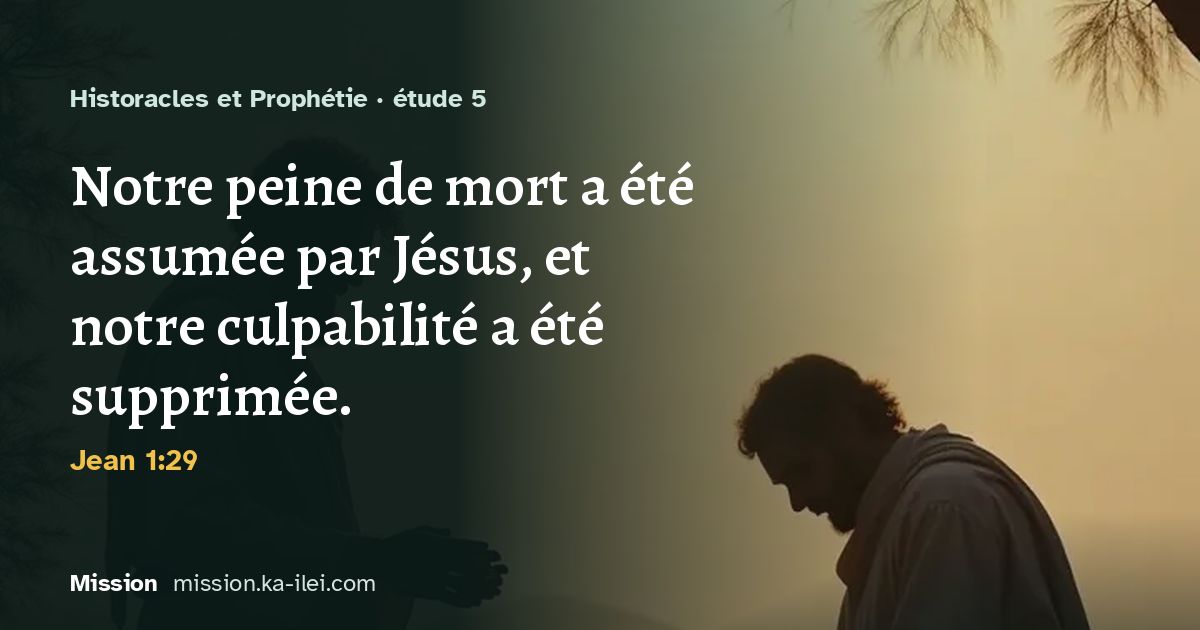 Historacles et Prophétie · étude 5
Notre peine de mort a été
assumée par Jésus, et
notre culpabilité a été
supprimée.
Jean 1:29
Mission mission.ka-ilei.com